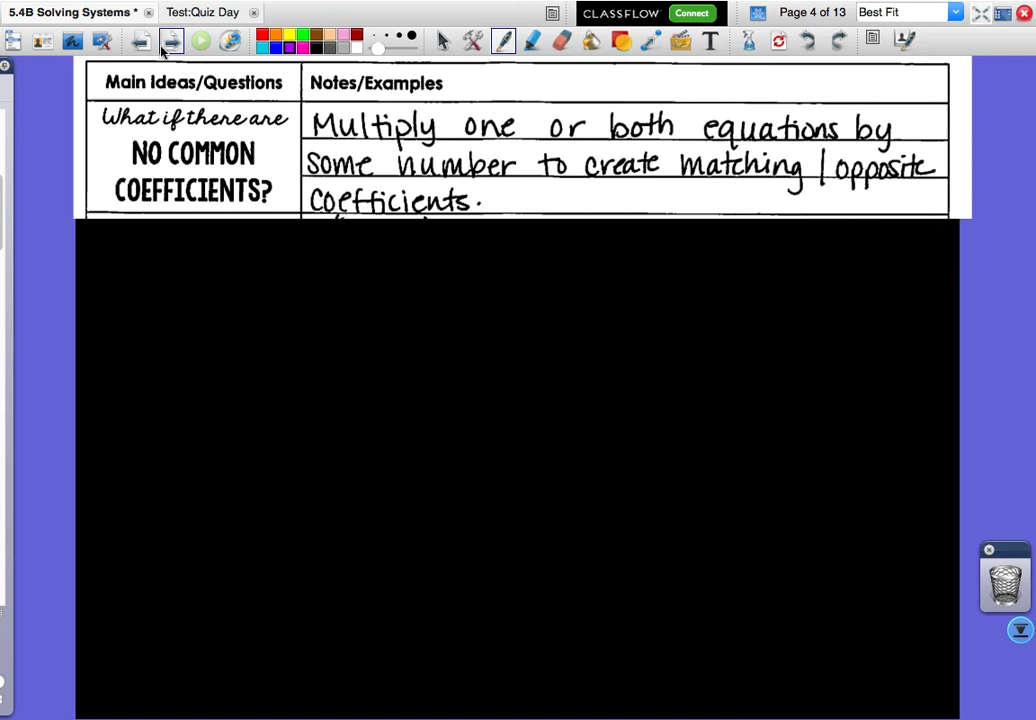 5.4B Solving Systems *
Test:Quiz Day
CLASSFLOW
Connect
Page 4 of 13
Best Fit
T
Main Ideas/Questions
Notes/Examples
What if there are
NO COMMON
COEFFICIENTS?
Multiply one or both equations by
some number to create matching / opposite
coefficients.